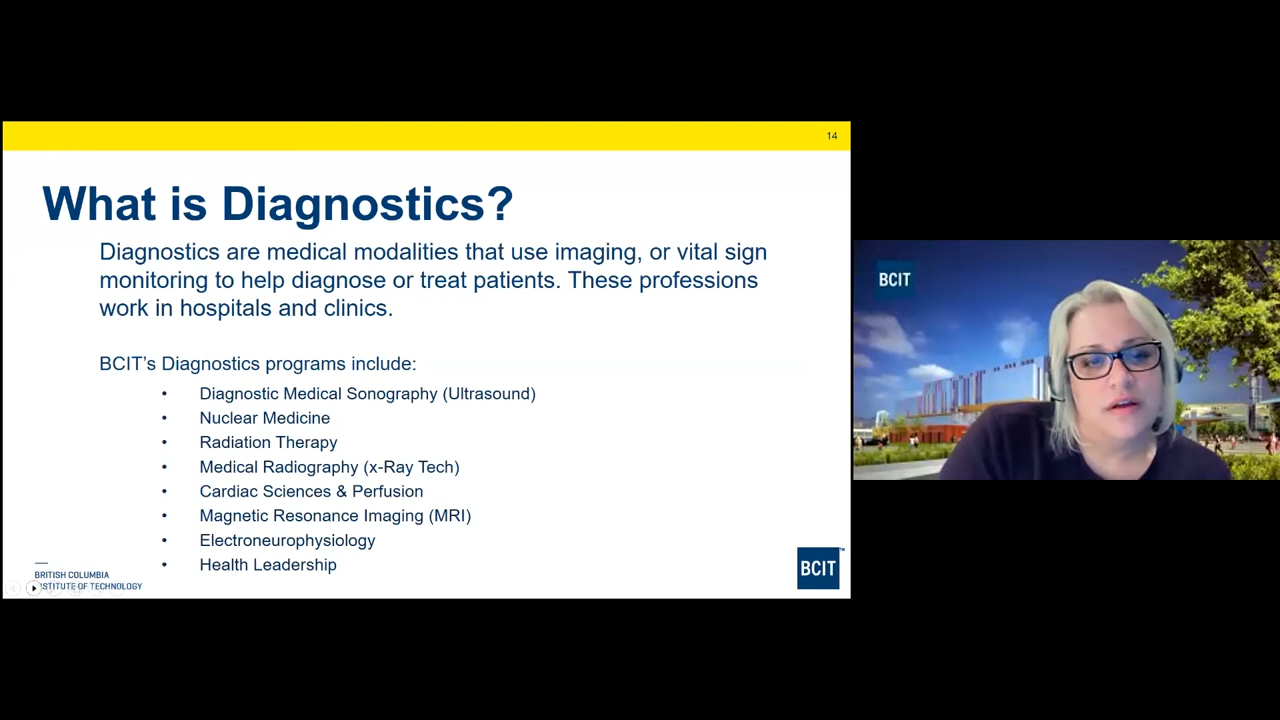 14
What is Diagnostics?
Diagnostics are medical modalities that use imaging, or vital sign
monitoring to help diagnose or treat patients. These professions
work in hospitals and clinics.
BCIT's Diagnostics programs include:
• Diagnostic Medical Sonography (Ultrasound)
• Nuclear Medicine
• Radiation Therapy
• Medical Radiography (x-Ray Tech)
• Cardiac Sciences & Perfusion
• Magnetic Resonance Imaging (MRI)
• Electroneurophysiology
• Health Leadership
BRITISH COLUMBIA
INSTITUTE OF TECHNOLOGY
BCIT™
BCIT